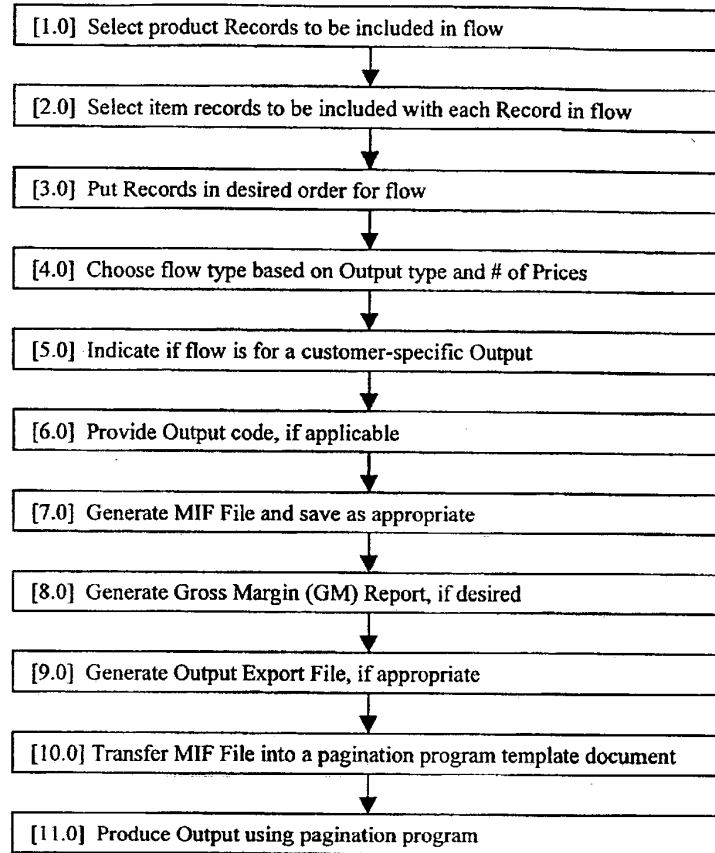 [1.0] Select product Records to be included in flow
[2.0] Select item records to be included with each Record in flow
[3.0] Put Records in desired order for flow
[4.0] Choose flow type based on Output type and # of Prices
[5.0] Indicate if flow is for a customer-specific Output
[6.0] Provide Output code, if applicable
[7.0] Generate MIF File and save as appropriate
[8.0] Generate Gross Margin (GM) Report, if desired
[9.0] Generate Output Export File, if appropriate
[10.0] Transfer MIF File into a pagination program template document
[11.0] Produce Output using pagination program